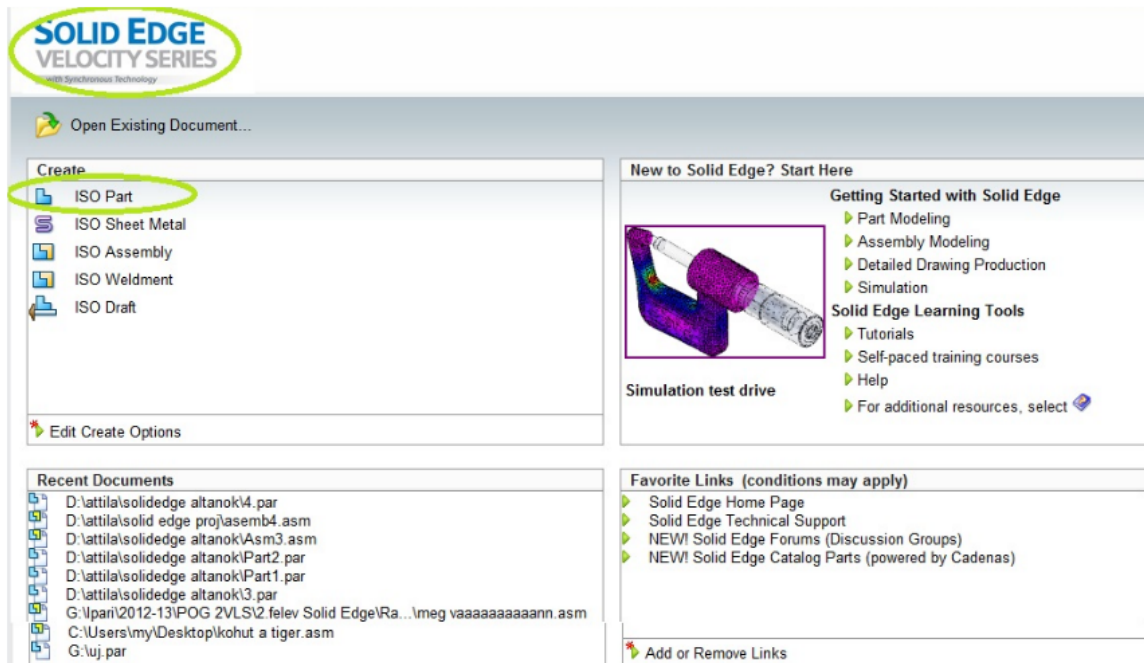 SOLID EDGE
VELOCITY SERIES
with Synchronous Technology
Open Existing Document...
Create
ISO Part
ISO Sheet Metal
ISO Assembly
ISO Weldment
ISO Draft
Edit Create Options
New to Solid Edge? Start Here
Getting Started with Solid Edge
Part Modeling
Assembly Modeling
Detailed Drawing Production
Simulation
Solid Edge Learning Tools
Tutorials
Self-paced training courses
Help
For additional resources, select
Simulation test drive
Recent Documents
D:\attila\solidedge altanok\4.par
D:\attila\solid edge proj\asemb4.asm
D:\attila\solidedge altanok\Asm3.asm
D:\attila\solidedge altanok\Part2.par
D:\attila\solidedge altanok\Part1.par
D:\attila\solidedge altanok\3.par
G:\Ipari\2012-13\POG 2VLS\2.felev Solid Edge\Ra...\meg vaaaaaaaaaann.asm
C:\Users\my\Desktop\kohut a tiger.asm
G:\uj.par
Favorite Links (conditions may apply)
Solid Edge Home Page
Solid Edge Technical Support
NEW! Solid Edge Forums (Discussion Groups)
NEW! Solid Edge Catalog Parts (powered by Cadenas)
Add or Remove Links